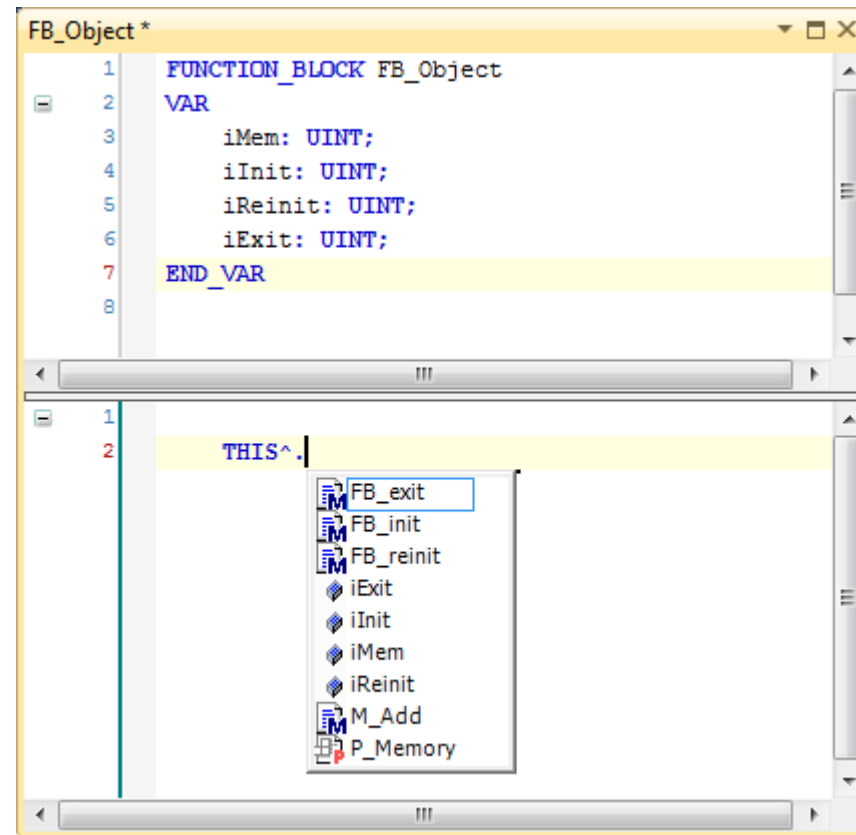 FB_Object *
1 FUNCTION_BLOCK FB_Object
2 VAR
3 iMem: UINT;
4 iInit: UINT;
5 iReinit: UINT;
6 iExit: UINT;
7 END_VAR
8
1
2 THIS^.
FB_exit
FB_init
FB_reinit
iExit
iInit
iMem
iReinit
M_Add
P_Memory